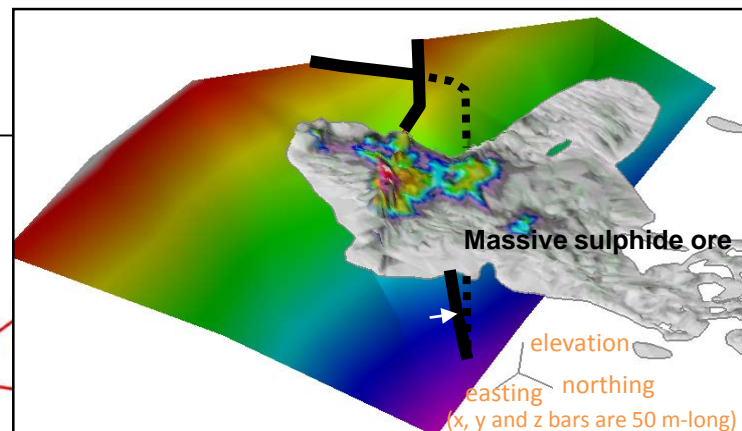 Massive sulphide ore
elevation
easting northing
(x, y and z bars are 50 m-long)